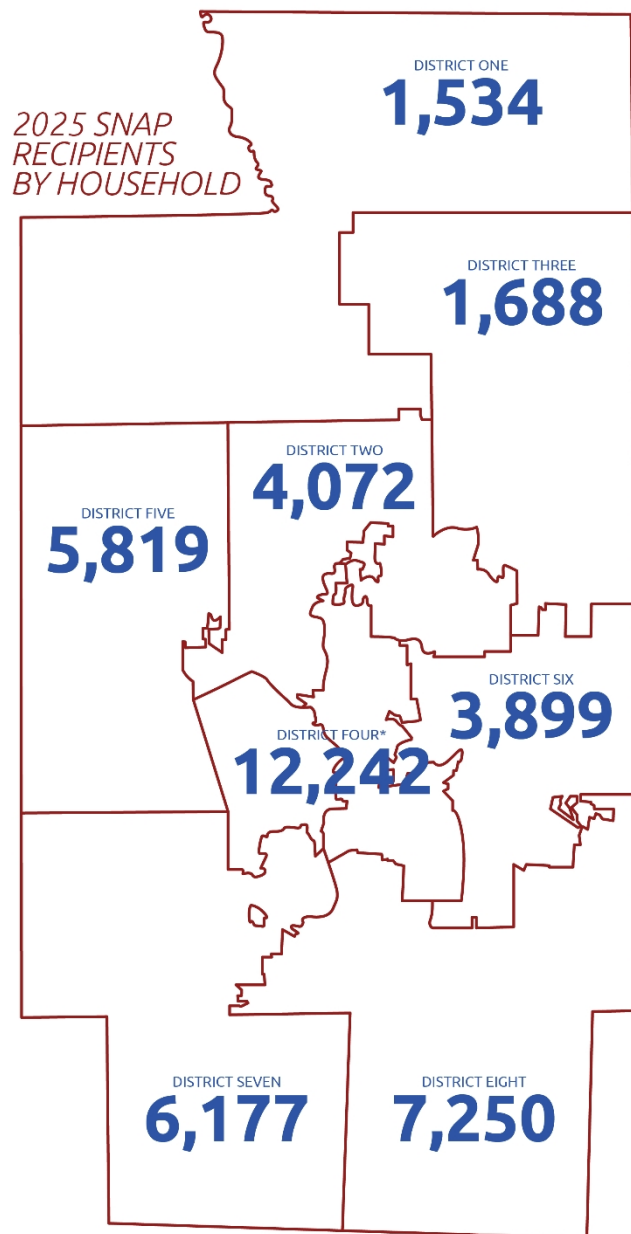 DISTRICT ONE
1,534
2025 SNAP
RECIPIENTS
BY HOUSEHOLD
DISTRICT THREE
1,688
DISTRICT TWO
4,072
DISTRICT FIVE
5,819
DISTRICT SIX
3,899
DISTRICT FOUR*
12,242
DISTRICT SEVEN
6,177
DISTRICT EIGHT
7,250